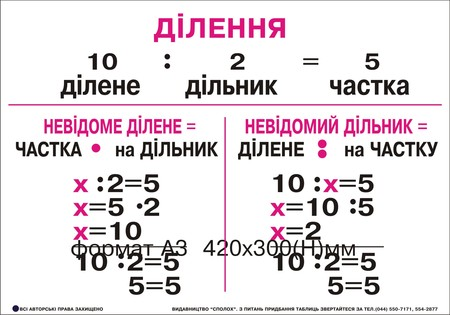 ДІЛЕННЯ
10 : 2 = 5
ділене дільник частка
НЕВІДОМЕ ДІЛЕНЕ =
ЧАСТКА • на ДІЛЬНИК
х :2=5
х=5 ·2
х=10
10 :2=5
5=5
НЕВІДОМИЙ ДІЛЬНИК =
ДІЛЕНЕ : на ЧАСТКУ
10 :х=5
х=10 :5
х=2
10 :2=5
5=5
формат А3 420х300(Н)мм
ВСІ АВТОРСЬКІ ПРАВА ЗАХИЩЕНО
ВИДАВНИЦТВО "СПОЛОХ". З ПИТАНЬ ПРИДБАННЯ ТАБЛИЦЬ ЗВЕРТАЙТЕСЯ ЗА ТЕЛ.(044) 550-7171, 554-2877